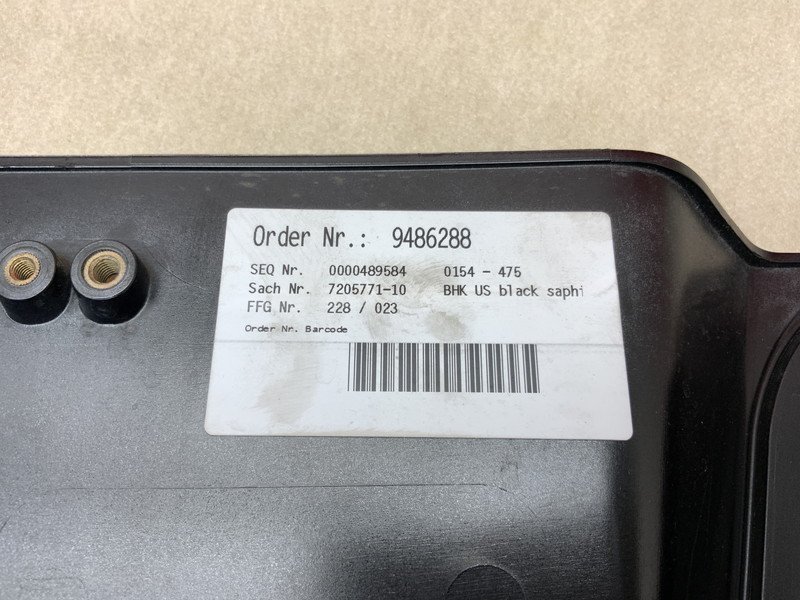 Order Nr.: 9486288
SEQ Nr. 0000489584 0154 - 475
Sach Nr. 7205771-10 BHK US black saphi
FFG Nr. 228 / 023
Order Nr. Barcode